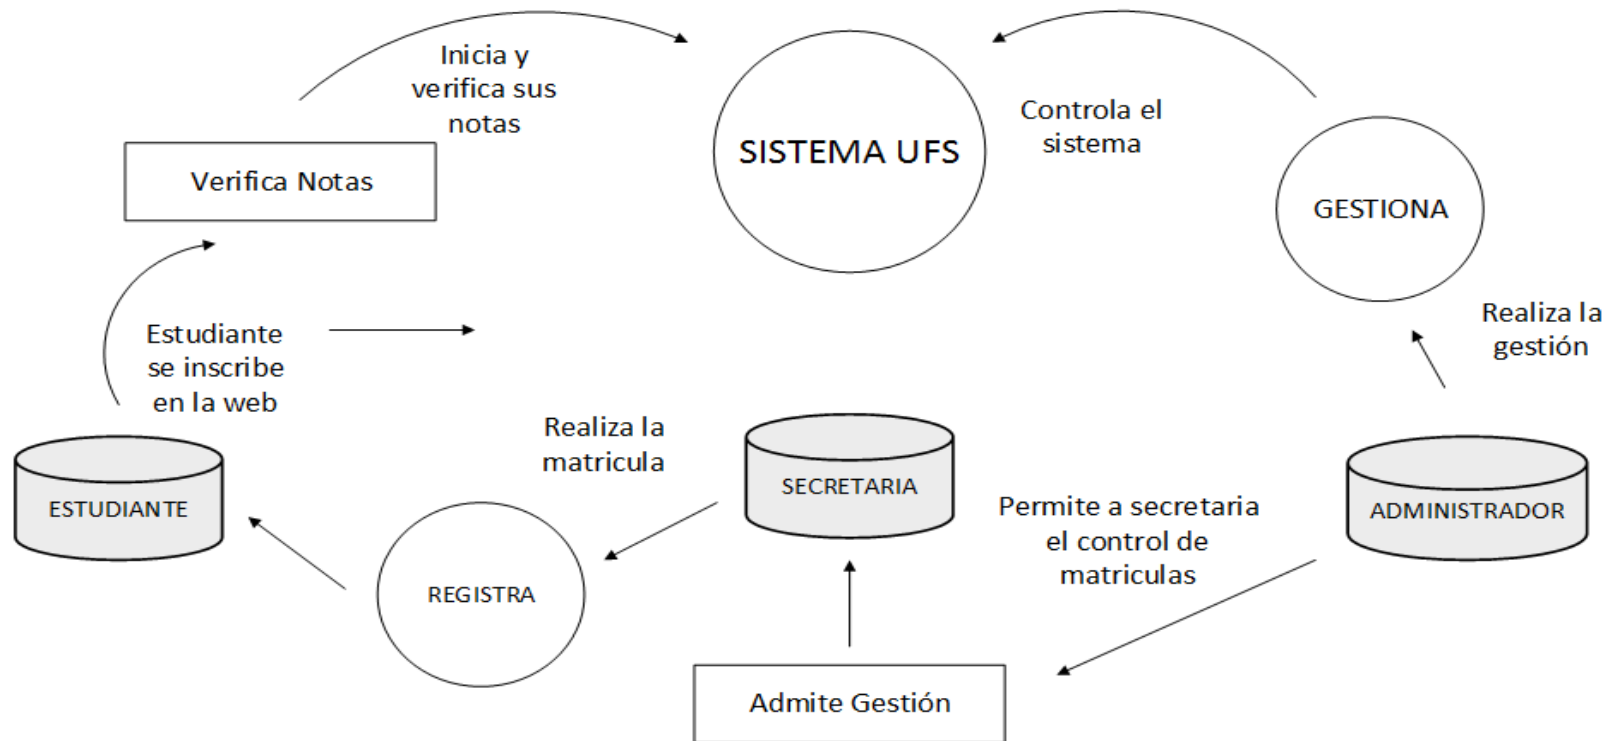 Inicia y
verifica sus
notas
SISTEMA UFS
Controla el
sistema
Verifica Notas
GESTIONA
Estudiante
se inscribe
en la web
Realiza la
gestión
Realiza la
matricula
SECRETARIA
ESTUDIANTE
Permite a secretaria
el control de
matriculas
ADMINISTRADOR
REGISTRA
Admite Gestión